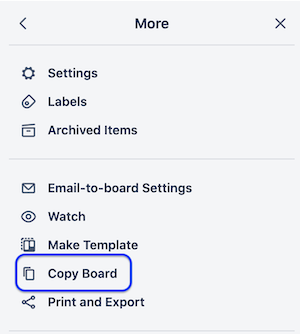 More
Settings
Labels
Archived Items
Email-to-board Settings
Watch
Make Template
Copy Board
Print and Export